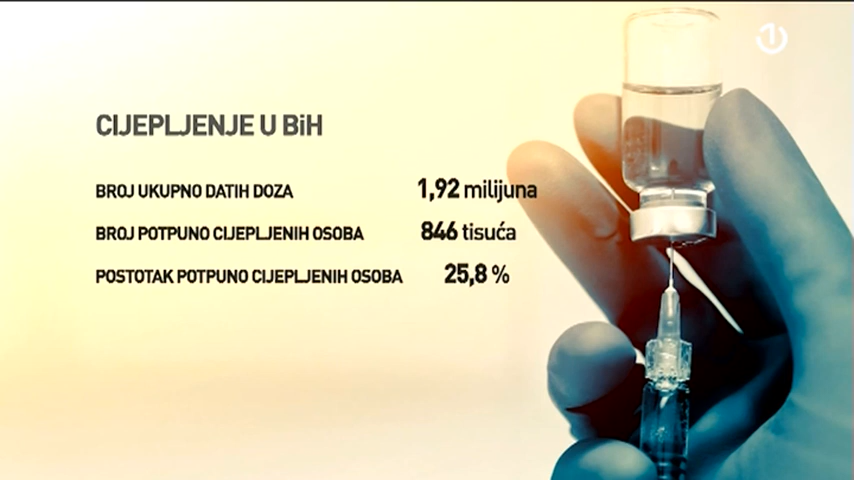 CIJEPLJENJE U BiH
BROJ UKUPNO DATIH DOZA 1,92 milijuna
BROJ POTPUNO CIJEPLJENIH OSOBA 846 tisuća
POSTOTAK POTPUNO CIJEPLJENIH OSOBA 25,8 %